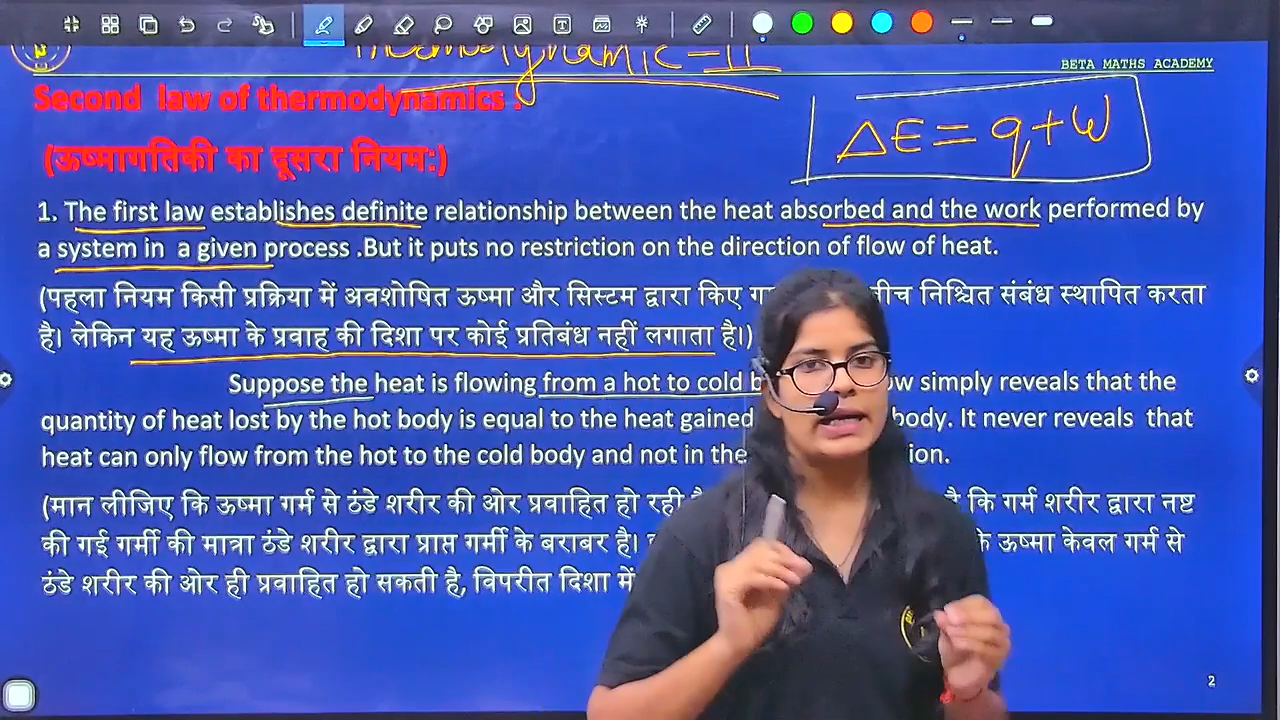 Thermodynamic - II
BETA MATHS ACADEMY
Second law of thermodynamics :
ΔE = q + w
(ऊष्मागतिकी का दूसरा नियम:)
1. The first law establishes definite relationship between the heat absorbed and the work performed by
a system in a given process .But it puts no restriction on the direction of flow of heat.
(पहला नियम किसी प्रक्रिया में अवशोषित ऊष्मा और सिस्टम द्वारा किए निश्चित संबंध स्थापित करता
है। लेकिन यह ऊष्मा के प्रवाह की दिशा पर कोई प्रतिबंध नहीं लगाता है।)
Suppose the heat is flowing from a hot to cold simply reveals that the
quantity of heat lost by the hot body is equal to the heat gained body. It never reveals that
heat can only flow from the hot to the cold body and not in the
(मान लीजिए कि ऊष्मा गर्म से ठंडे शरीर की ओर प्रवाहित हो रही कि गर्म शरीर द्वारा नष्ट
की गई गर्मी की मात्रा ठंडे शरीर द्वारा प्राप्त गर्मी के बराबर है। ऊष्मा केवल गर्म से
ठंडे शरीर की ओर ही प्रवाहित हो सकती है, विपरीत दिशा में
2